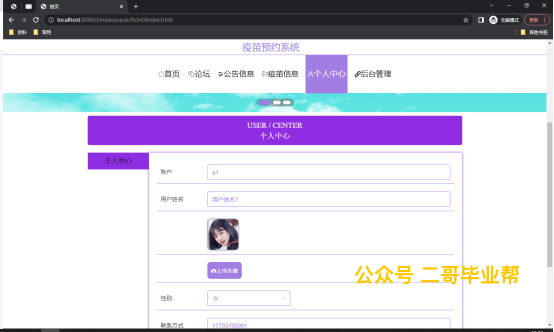 首页
localhost:8080/yimiaoyuyue/front/index.html
无痕模式
更新
资料
常用
其他书签
疫苗预约系统
首页 论坛 公告信息 疫苗信息 个人中心 后台管理
USER / CENTER
个人中心
个人中心
账户 a1
用户姓名 用户姓名1
上传头像
公众号 二哥毕业帮
性别 女
联系方式 17703786901